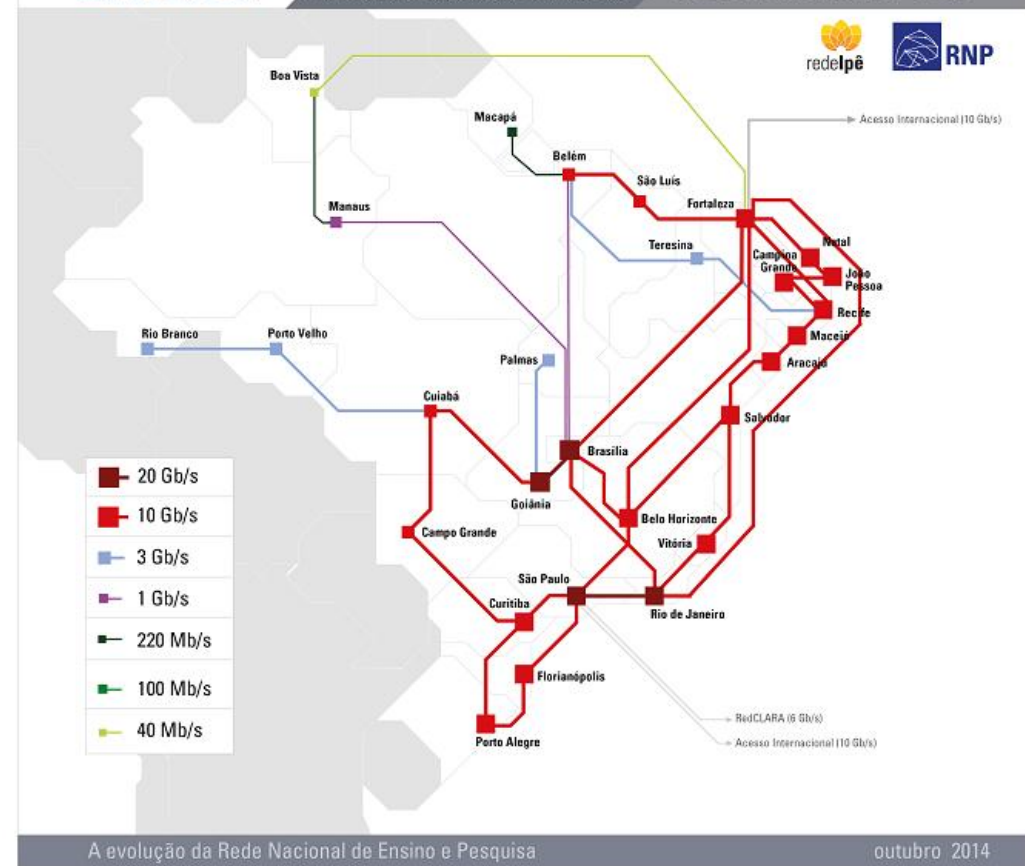 redeIpê
RNP
Boa Vista
Acesso Internacional (10 Gb/s)
Macapá
Belém
São Luís
Manaus
Fortaleza
Teresina
Natal
Campina
Grande
João
Pessoa
Recife
Rio Branco
Porto Velho
Maceió
Palmas
Aracajú
Cuiabá
Salvador
Brasília
20 Gb/s
Goiânia
10 Gb/s
Belo Horizonte
Campo Grande
Vitória
3 Gb/s
São Paulo
1 Gb/s
Curitiba
Rio de Janeiro
220 Mb/s
Florianópolis
100 Mb/s
RedCLARA (6 Gb/s)
40 Mb/s
Porto Alegre
Acesso Internacional (10 Gb/s)
A evolução da Rede Nacional de Ensino e Pesquisa
outubro 2014